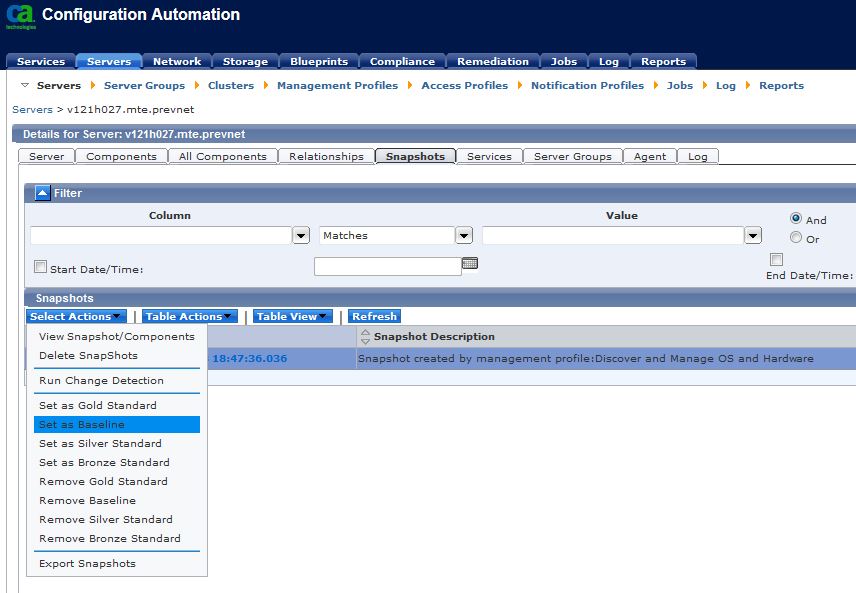 ca
technologies
Configuration Automation
Services Servers Network Storage Blueprints Compliance Remediation Jobs Log Reports
Servers Server Groups Clusters Management Profiles Access Profiles Notification Profiles Jobs Log Reports
Servers > v121h027.mte.prevnet
Details for Server: v121h027.mte.prevnet
Server Components All Components Relationships Snapshots Services Server Groups Agent Log
Filter
Column Value
Matches
And
Or
Start Date/Time:
End Date/Time:
Snapshots
Select Actions | Table Actions | Table View | Refresh
Snapshot Description
18:47:36.036 Snapshot created by management profile:Discover and Manage OS and Hardware
View Snapshot/Components
Delete SnapShots
Run Change Detection
Set as Gold Standard
Set as Baseline
Set as Silver Standard
Set as Bronze Standard
Remove Gold Standard
Remove Baseline
Remove Silver Standard
Remove Bronze Standard
Export Snapshots